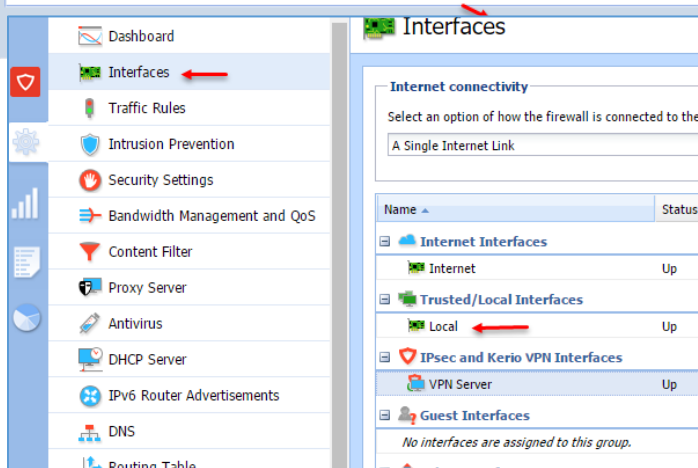 Dashboard
Interfaces
Traffic Rules
Intrusion Prevention
Security Settings
Bandwidth Management and QoS
Content Filter
Proxy Server
Antivirus
DHCP Server
IPv6 Router Advertisements
DNS
Routing Table
Interfaces
Internet connectivity
Select an option of how the firewall is connected to the
A Single Internet Link
Name Status
Internet Interfaces
Internet Up
Trusted/Local Interfaces
Local Up
IPsec and Kerio VPN Interfaces
VPN Server Up
Guest Interfaces
No interfaces are assigned to this group.